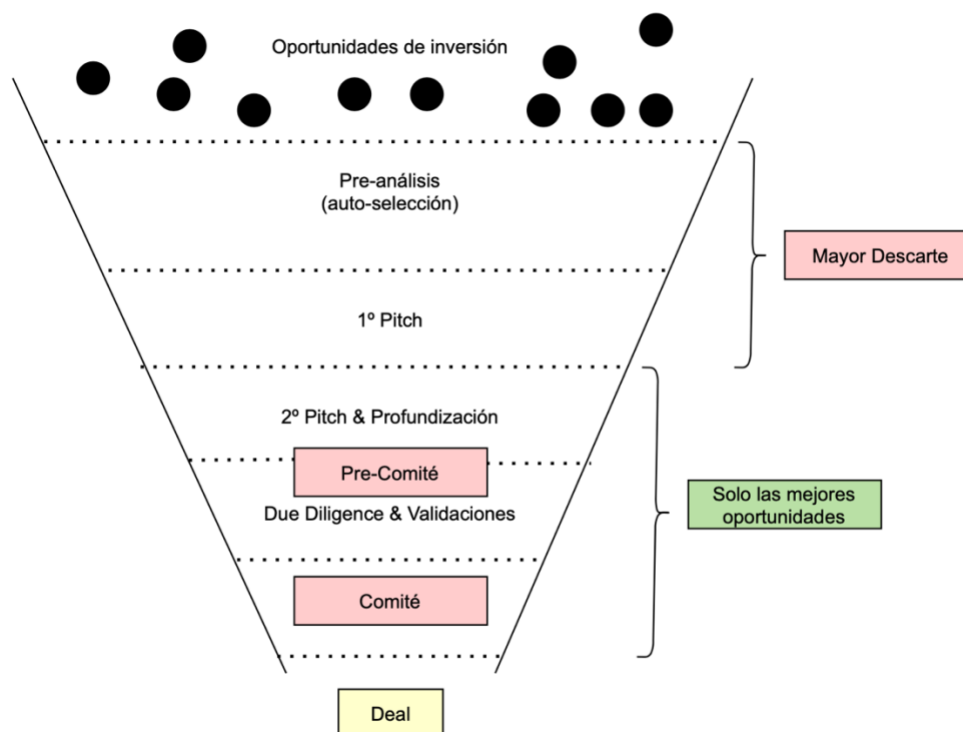 Oportunidades de inversión
Pre-análisis
(auto-selección)
Mayor Descarte
1º Pitch
2º Pitch & Profundización
Pre-Comité
Solo las mejores
oportunidades
Due Diligence & Validaciones
Comité
Deal